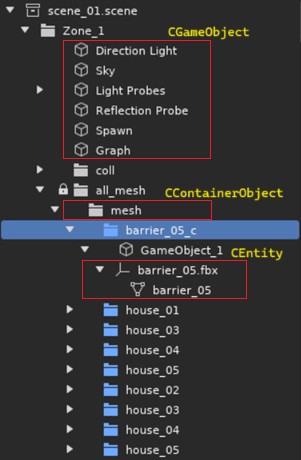 scene_01.scene
Zone_1 CGameObject
Direction Light
Sky
Light Probes
Reflection Probe
Spawn
Graph
coll
all_mesh CContainerObject
mesh
barrier_05_c
GameObject_1 CEntity
barrier_05.fbx
barrier_05
house_01
house_03
house_04
house_05
house_02
house_03
house_04
house_05